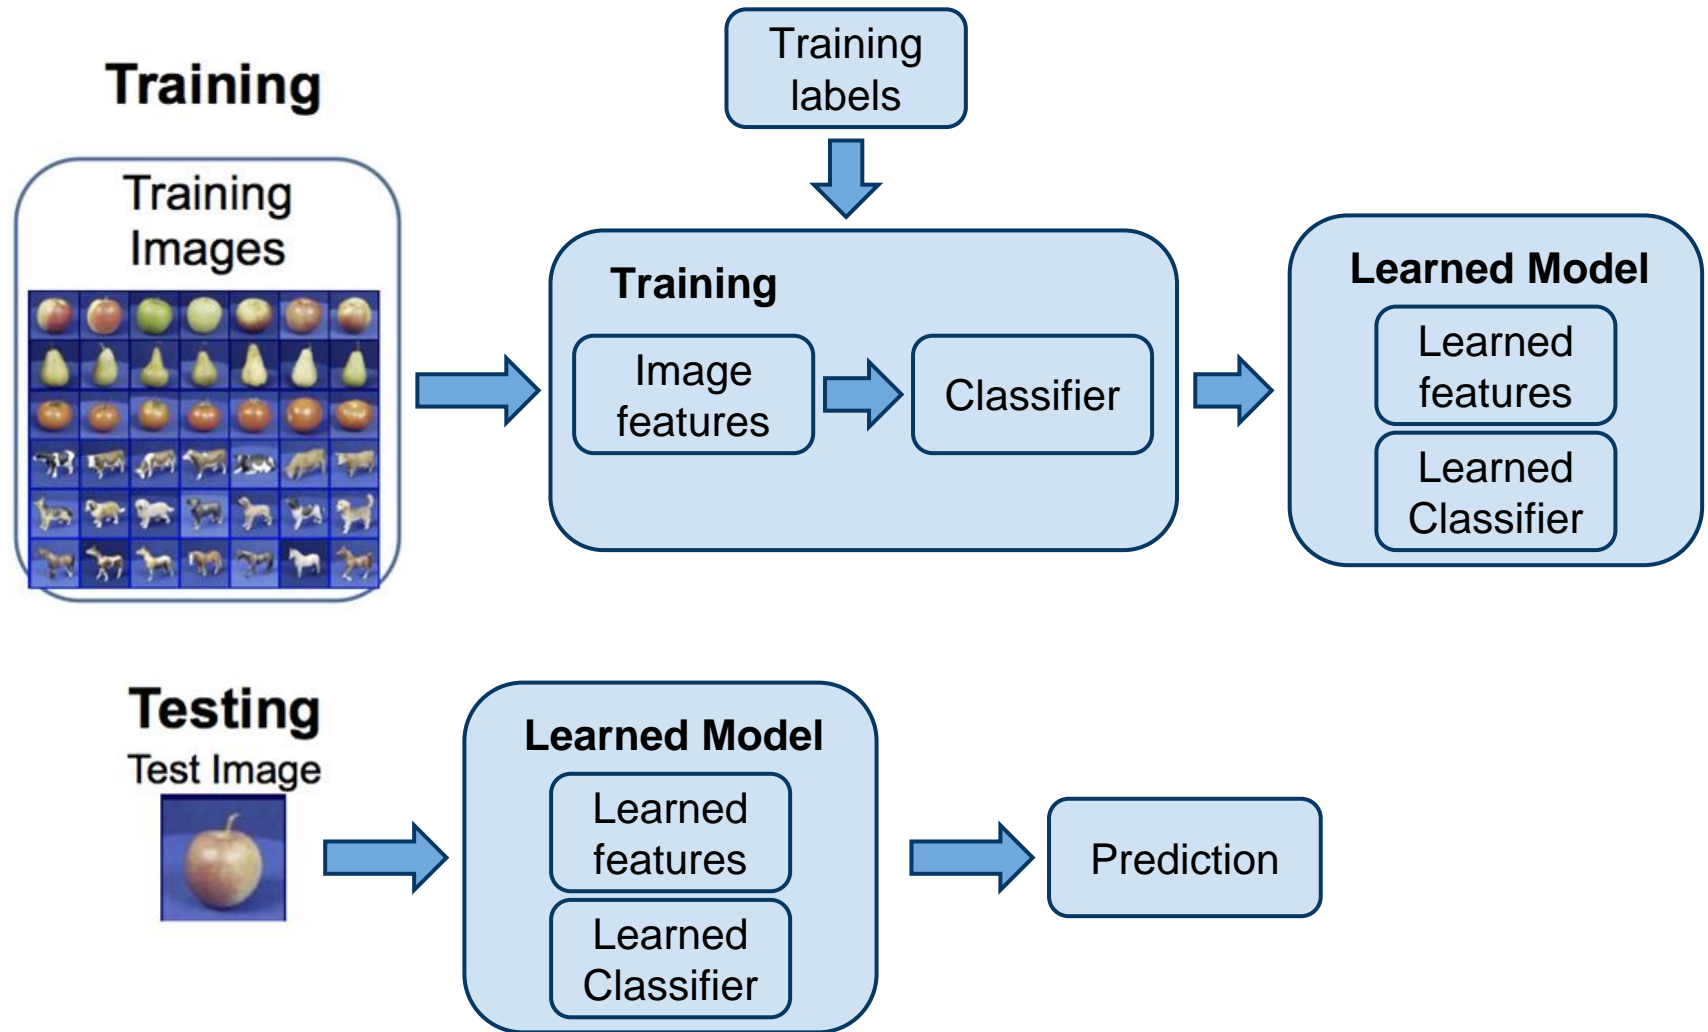 Training
Training
labels
Training
Images
Training
Image
features
Classifier
Learned Model
Learned
features
Learned
Classifier
Testing
Test Image
Learned Model
Learned
features
Learned
Classifier
Prediction